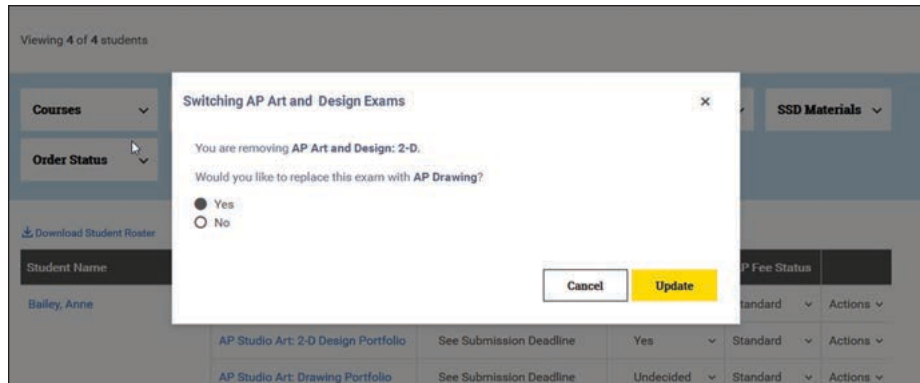 Viewing 4 of 4 students
Switching AP Art and Design Exams
Courses
SSD Materials
You are removing AP Art and Design: 2-D.
Order Status
Would you like to replace this exam with AP Drawing?
Yes
No
Download Student Roster
Student Name
Fee Status
Cancel
Update
Bailey, Anne
Standard
Actions
AP Studio Art: 2-D Design Portfolio
See Submission Deadline
Yes
Standard
Actions
AP Studio Art: Drawing Portfolio
See Submission Deadline
Undecided
Standard
Actions